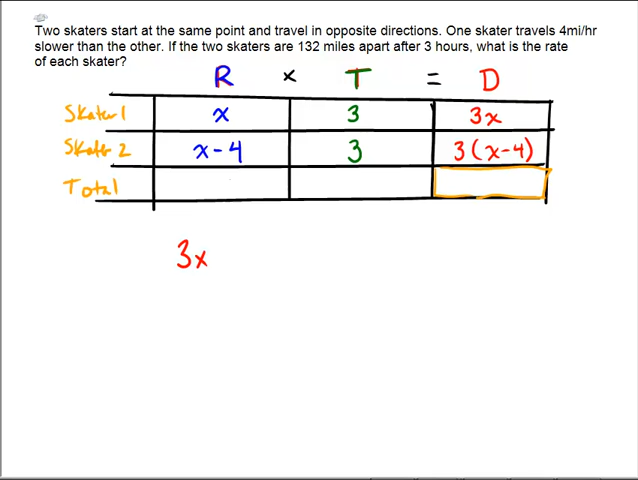 Two skaters start at the same point and travel in opposite directions. One skater travels 4mi/hr
slower than the other. If the two skaters are 132 miles apart after 3 hours, what is the rate
of each skater?
R × T = D
Skater 1 x 3 3x
Skater 2 x-4 3 3(x-4)
Total
3x